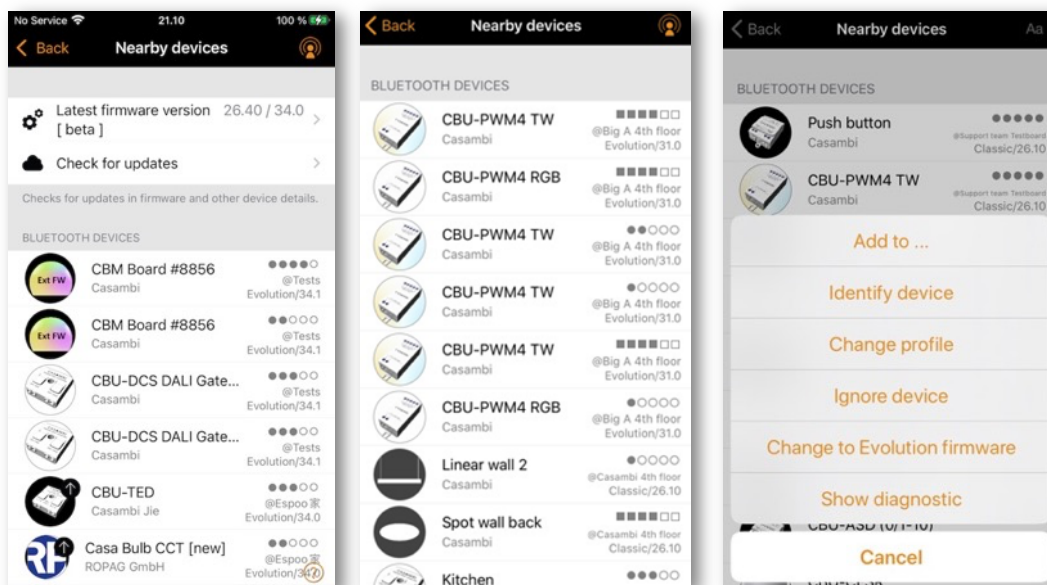 No Service 21.10 100 %
Back Nearby devices
Latest firmware version 26.40 / 34.0
[ beta ]
Check for updates
Checks for updates in firmware and other device details.
BLUETOOTH DEVICES
Ext FW
CBM Board #8856
Casambi
@Tests
Evolution/34.1
Ext FW
CBM Board #8856
Casambi
@Tests
Evolution/34.1
CBU-DCS DALI Gate...
Casambi
@Tests
Evolution/34.1
CBU-DCS DALI Gate...
Casambi
@Tests
Evolution/34.1
CBU-TED
Casambi Jie
@Espoo家
Evolution/34.0
Casa Bulb CCT [new]
ROPAG GmbH
@Espoo家
Back Nearby devices
BLUETOOTH DEVICES
CBU-PWM4 TW
Casambi
@Big A 4th floor
Evolution/31.0
CBU-PWM4 RGB
Casambi
@Big A 4th floor
Evolution/31.0
CBU-PWM4 TW
Casambi
@Big A 4th floor
Evolution/31.0
CBU-PWM4 TW
Casambi
@Big A 4th floor
Evolution/31.0
CBU-PWM4 TW
Casambi
@Big A 4th floor
Evolution/31.0
CBU-PWM4 RGB
Casambi
@Big A 4th floor
Evolution/31.0
Linear wall 2
Casambi
@Casambi 4th floor
Classic/26.10
Spot wall back
Casambi
@Casambi 4th floor
Classic/26.10
Kitchen
Back Nearby devices Aa
BLUETOOTH DEVICES
Push button
Casambi
@Support team Testboard
Classic/26.10
CBU-PWM4 TW
Casambi
@Support team Testboard
Classic/26.10
Add to ...
Identify device
Change profile
Ignore device
Change to Evolution firmware
Show diagnostic
CBU-ASD (0/1-10)
Cancel